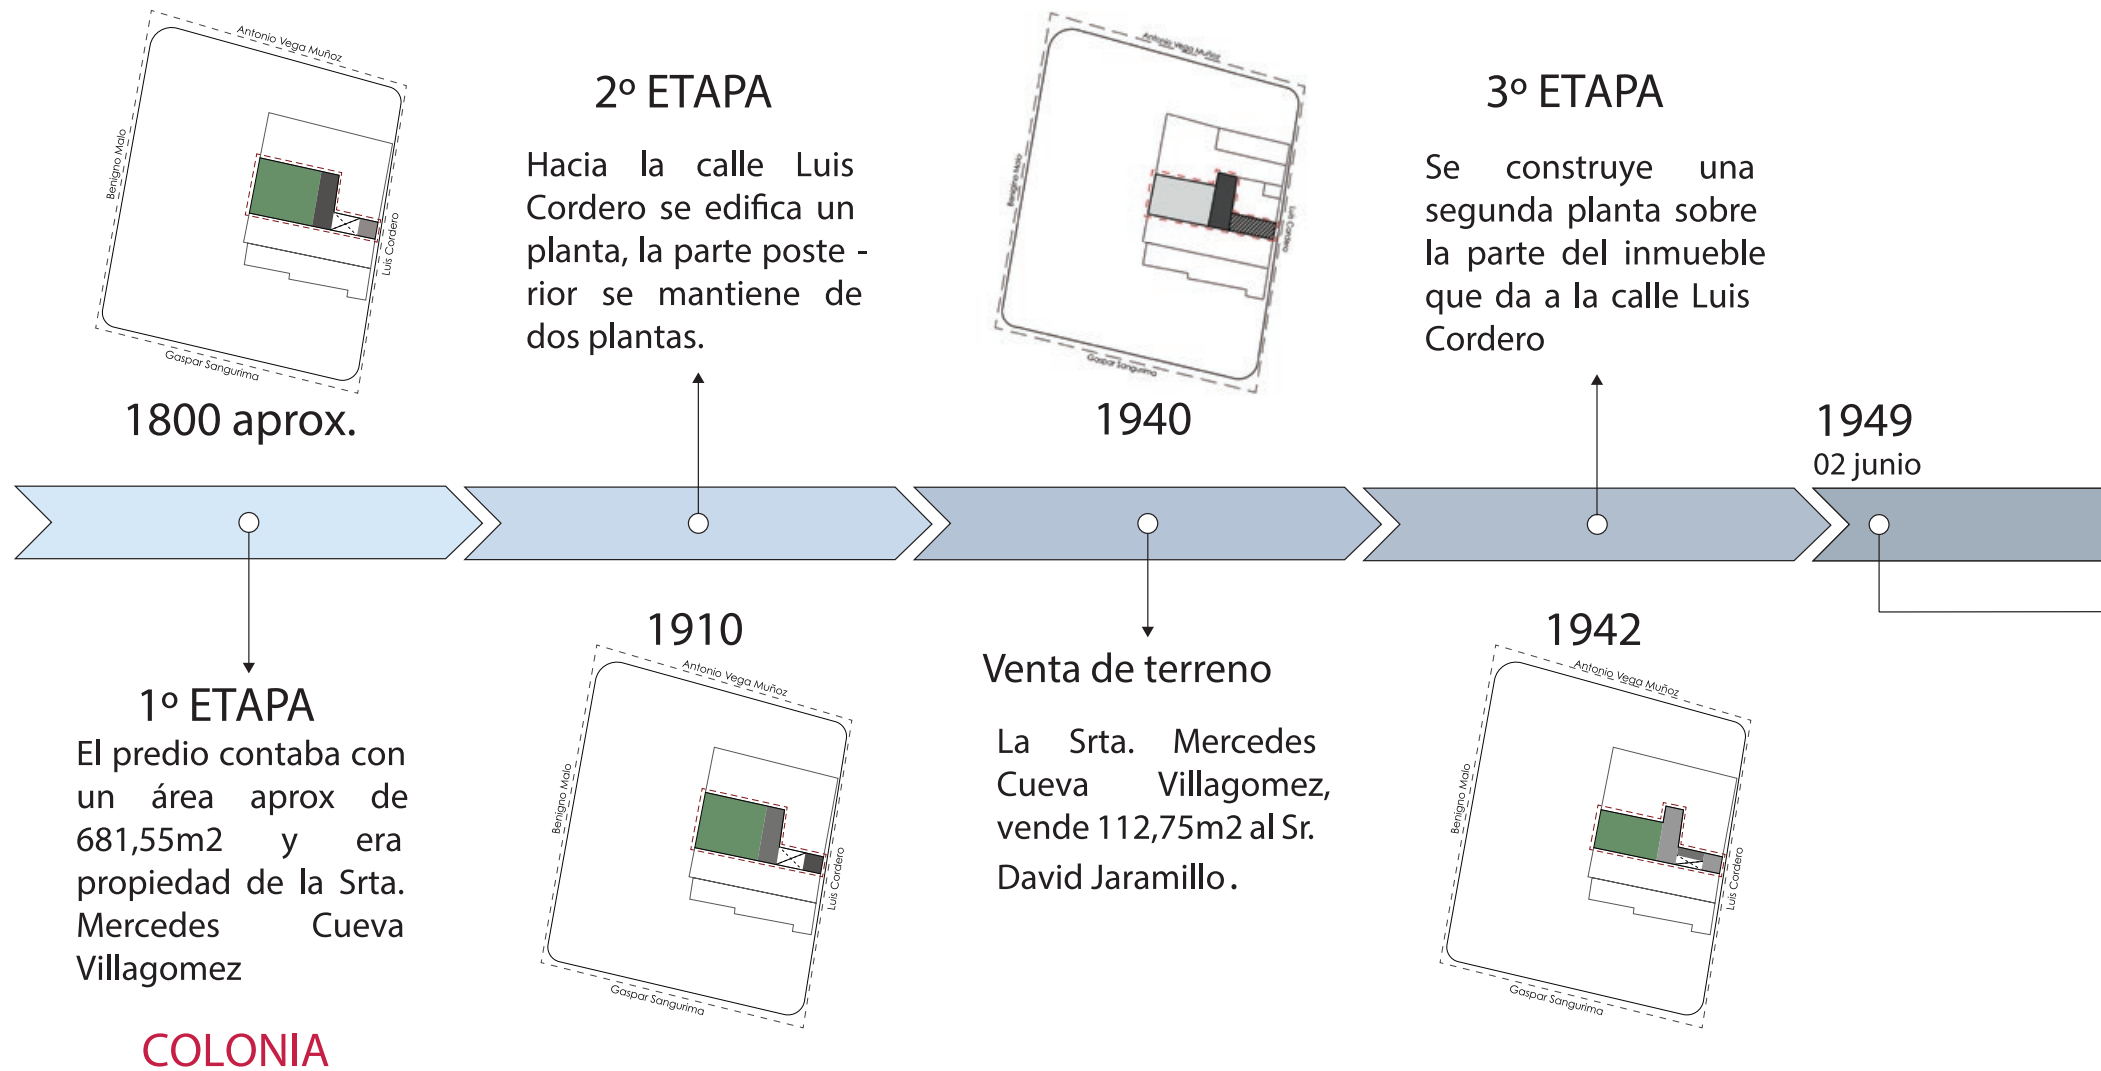 Antonio Vega Muñoz
Benigno Malo
Luis Cordero
Gaspar Sangurima
1800 aprox.
1º ETAPA
El predio contaba con
un área aprox de
681,55m2 y era
propiedad de la Srta.
Mercedes Cueva
Villagomez
COLONIA
2º ETAPA
Hacia la calle Luis
Cordero se edifica un
planta, la parte poste -
rior se mantiene de
dos plantas.
1910
Antonio Vega Muñoz
Benigno Malo
Luis Cordero
Gaspar Sangurima
Antonio Vega Muñoz
Benigno Malo
Luis Cordero
Gaspar Sangurima
1940
Venta de terreno
La Srta. Mercedes
Cueva Villagomez,
vende 112,75m2 al Sr.
David Jaramillo.
3º ETAPA
Se construye una
segunda planta sobre
la parte del inmueble
que da a la calle Luis
Cordero
1942
Antonio Vega Muñoz
Benigno Malo
Luis Cordero
Gaspar Sangurima
1949
02 junio